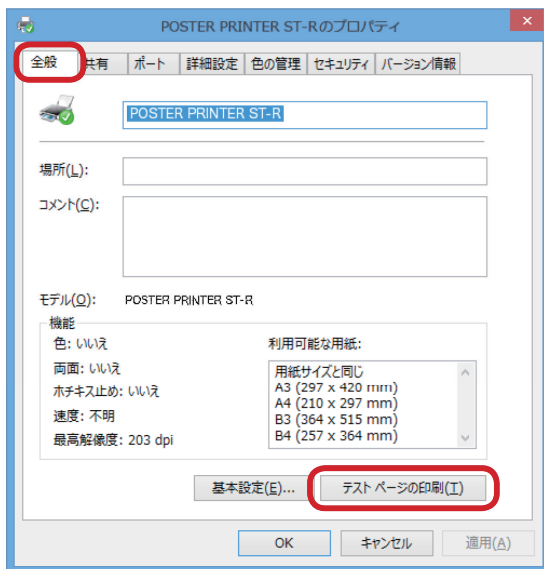 POSTER PRINTER ST-Rのプロパティ
全般 共有 ポート 詳細設定 色の管理 セキュリティ バージョン情報
POSTER PRINTER ST-R
場所(L):
コメント(C):
モデル(O): POSTER PRINTER ST-R
機能
色: いいえ
両面: いいえ
ホチキス止め: いいえ
速度: 不明
最高解像度: 203 dpi
利用可能な用紙:
用紙サイズと同じ
A3 (297 x 420 mm)
A4 (210 x 297 mm)
B3 (364 x 515 mm)
B4 (257 x 364 mm)
基本設定(E)... テスト ページの印刷(T)
OK キャンセル 適用(A)